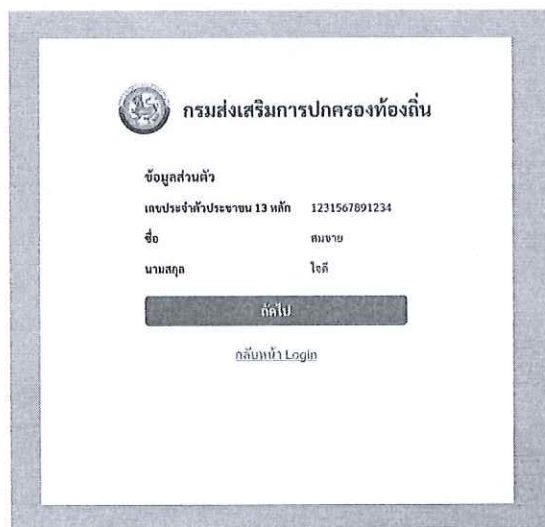 กรมส่งเสริมการปกครองท้องถิ่น
ข้อมูลส่วนตัว
เลขประจำตัวประชาชน 13 หลัก 1231567891234
ชื่อ สมชาย
นามสกุล ใจดี
ถัดไป
กลับหน้า Login